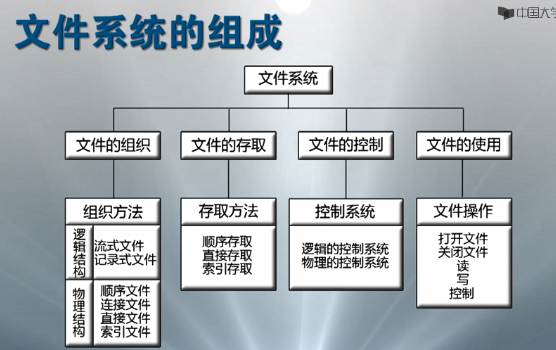 文件系统的组成
中国大学
文件系统
文件的组织
文件的存取
文件的控制
文件的使用
组织方法
逻辑结构
流式文件
记录式文件
物理结构
顺序文件
连接文件
直接文件
索引文件
存取方法
顺序存取
直接存取
索引存取
控制系统
逻辑的控制系统
物理的控制系统
文件操作
打开文件
关闭文件
读
写
控制